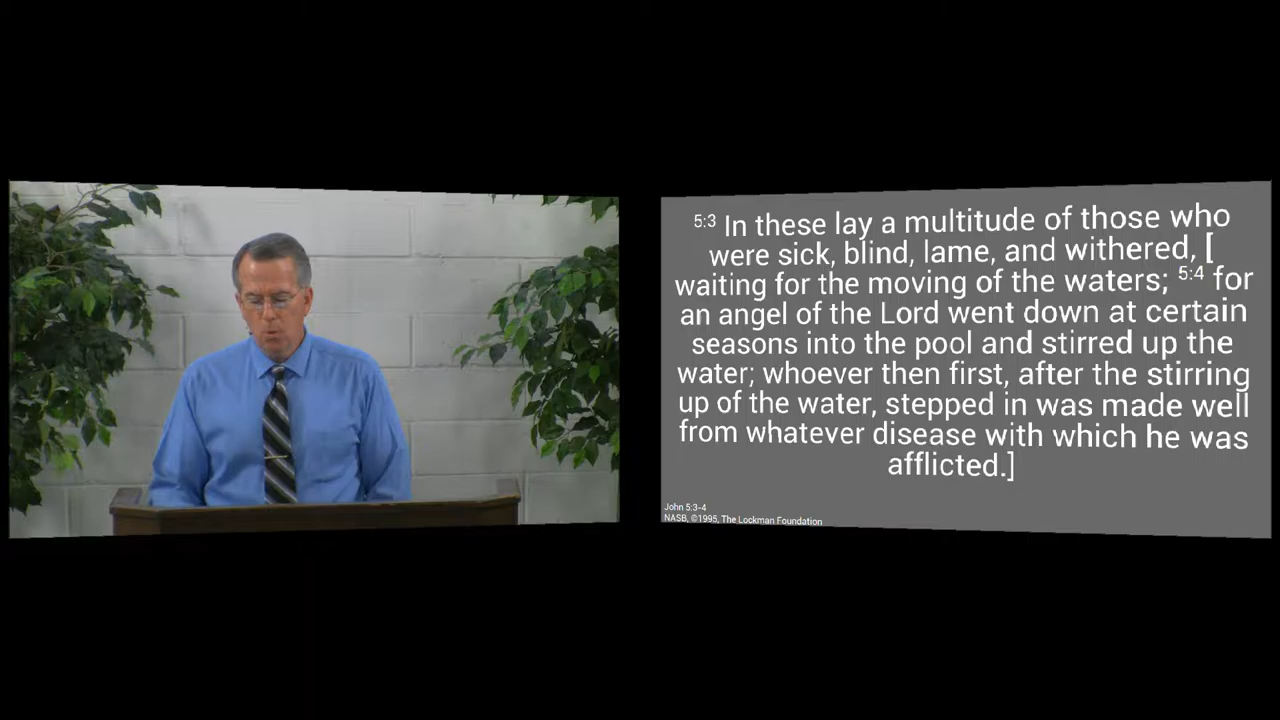 5:3 In these lay a multitude of those who
were sick, blind, lame, and withered, [
waiting for the moving of the waters; 5:4 for
an angel of the Lord went down at certain
seasons into the pool and stirred up the
water; whoever then first, after the stirring
up of the water, stepped in was made well
from whatever disease with which he was
afflicted.]
John 5:3-4
NASB, ©1995, The Lockman Foundation